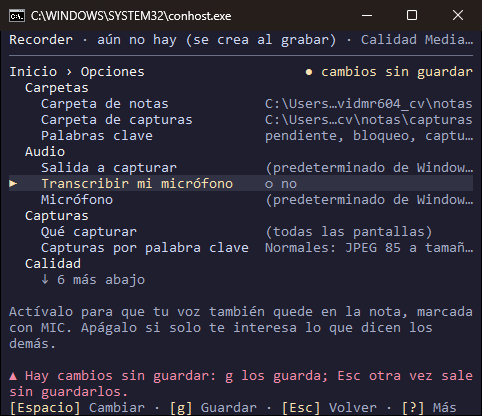 C:\WINDOWS\SYSTEM32\conhost.exe
Recorder · aún no hay (se crea al grabar) · Calidad Media…
Inicio › Opciones ● cambios sin guardar
Carpetas
Carpeta de notas C:\Users…vidmr604_cv\notas
Carpeta de capturas C:\Users…cv\notas\capturas
Palabras clave pendiente, bloqueo, captu…
Audio
Salida a capturar (predeterminado de Window…
► Transcribir mi micrófono o no
Micrófono (predeterminado de Window…
Capturas
Qué capturar (todas las pantallas)
Capturas por palabra clave Normales: JPEG 85 a tamañ…
Calidad
↓ 6 más abajo
Actívalo para que tu voz también quede en la nota, marcada
con MIC. Apágalo si solo te interesa lo que dicen los
demás.
▲ Hay cambios sin guardar: g los guarda; Esc otra vez sale
sin guardarlos.
[Espacio] Cambiar · [g] Guardar · [Esc] Volver · [?] Más